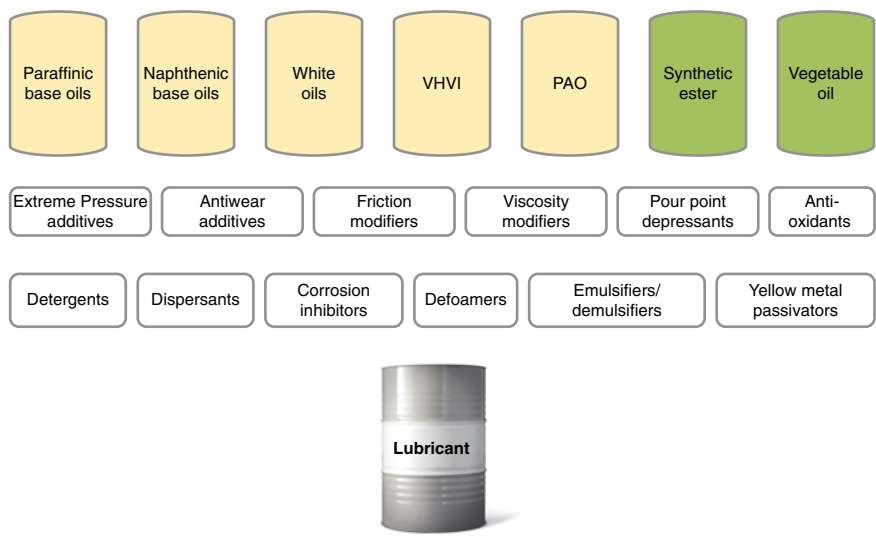 Paraffinic
base oils
Naphthenic
base oils
White
oils
VHVI
PAO
Synthetic
ester
Vegetable
oil
Extreme Pressure
additives
Antiwear
additives
Friction
modifiers
Viscosity
modifiers
Pour point
depressants
Anti-
oxidants
Detergents
Dispersants
Corrosion
inhibitors
Defoamers
Emulsifiers/
demulsifiers
Yellow metal
passivators
Lubricant